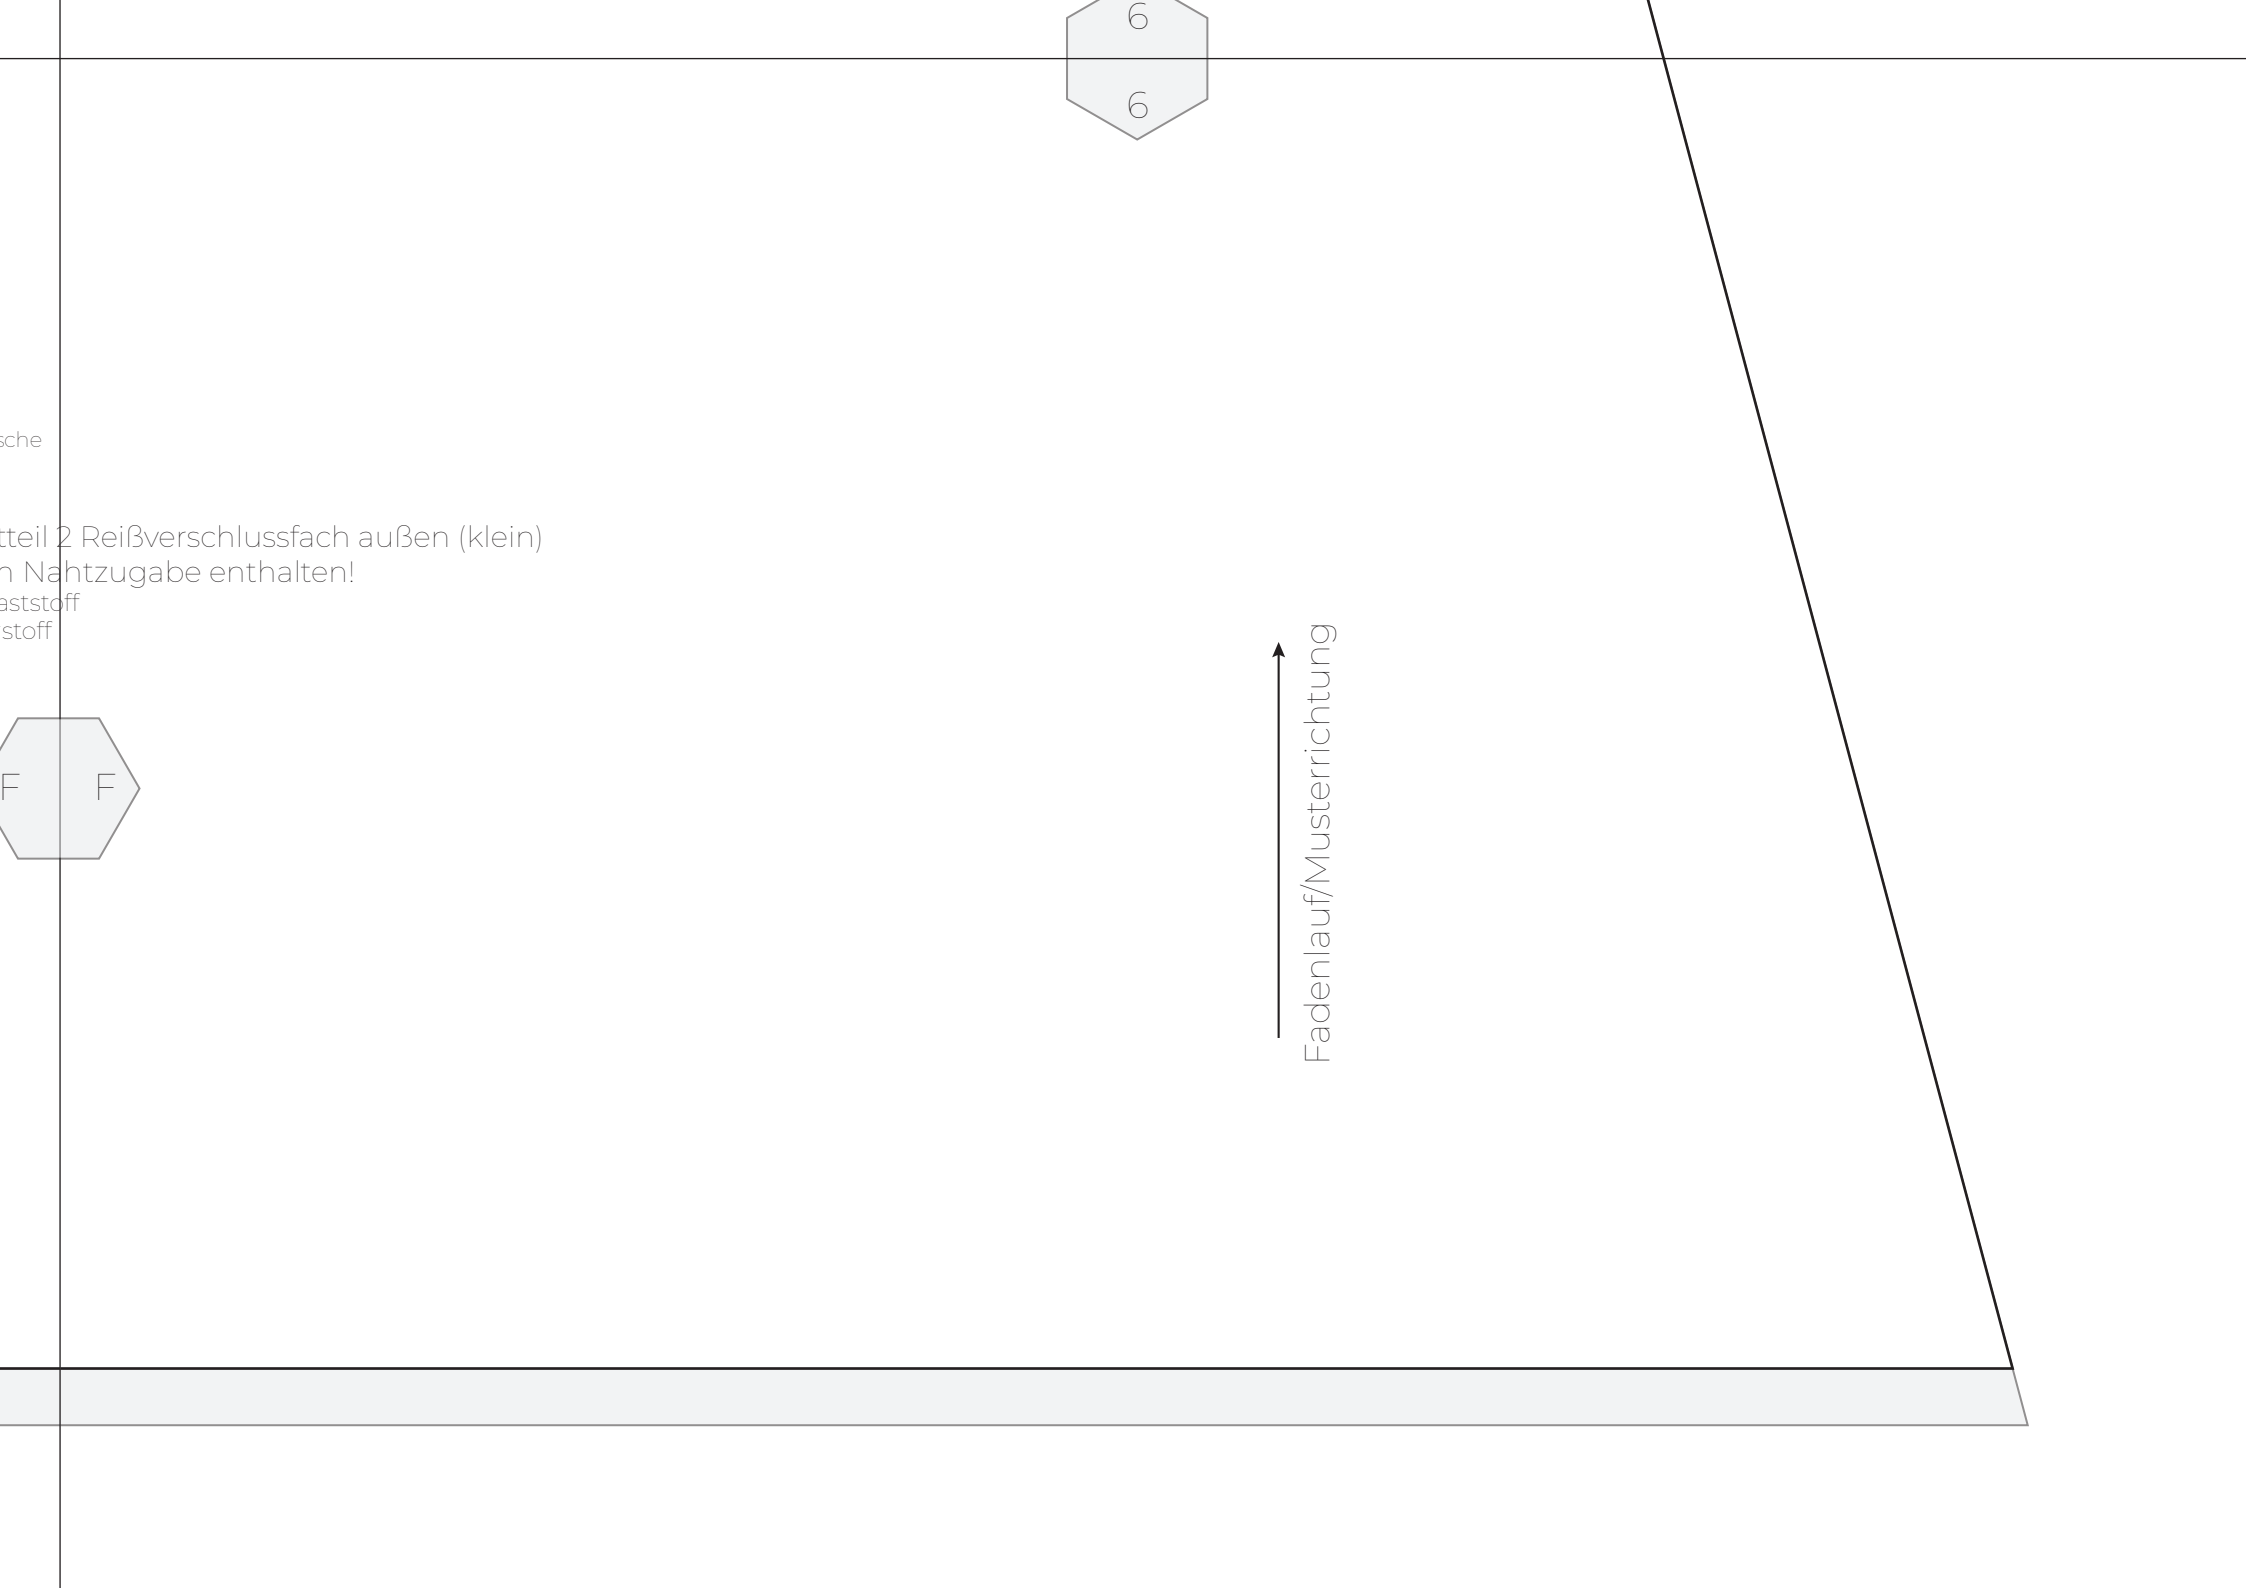 6
6
sche
tteil 2 Reißverschlussfach außen (klein)
n Nahtzugabe enthalten!
aststoff
stoff
F F
Fadenlauf/Musterrichtung